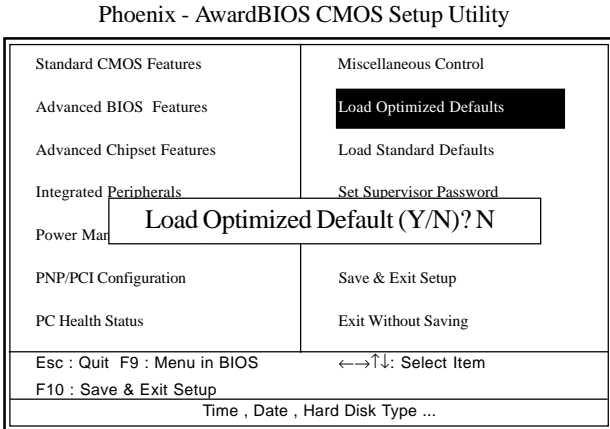 Phoenix - AwardBIOS CMOS Setup Utility
Standard CMOS Features
Miscellaneous Control
Advanced BIOS Features
Load Optimized Defaults
Advanced Chipset Features
Load Standard Defaults
Integrated Peripherals
Set Supervisor Password
Load Optimized Default (Y/N)? N
Power Man
PNP/PCI Configuration
Save & Exit Setup
PC Health Status
Exit Without Saving
Esc : Quit F9 : Menu in BIOS
←→↑↓: Select Item
F10 : Save & Exit Setup
Time , Date , Hard Disk Type ...